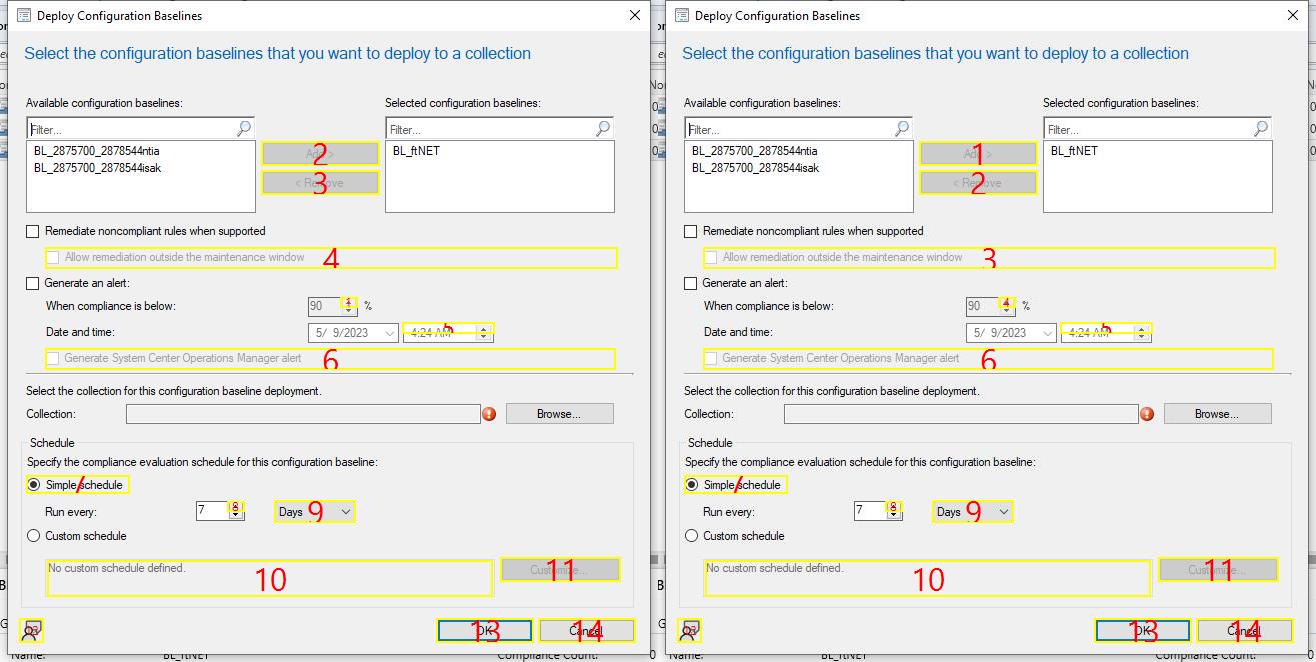 Deploy Configuration Baselines
Select the configuration baselines that you want to deploy to a collection
Available configuration baselines:
Selected configuration baselines:
Filter...
Filter...
BL_2875700_2878544ntia
BL_2875700_2878544isak
2
Add >
3
< Remove
BL_ftNET
Remediate noncompliant rules when supported
Allow remediation outside the maintenance window
4
Generate an alert:
When compliance is below:
90
1
%
Date and time:
5/ 9/2023
4:24 AM
5
Generate System Center Operations Manager alert
6
Select the collection for this configuration baseline deployment.
Collection:
Browse...
Schedule
Specify the compliance evaluation schedule for this configuration baseline:
Simple schedule
7
Run every:
7
8
Days
9
Custom schedule
No custom schedule defined.
10
Customize...
11
OK
13
Cancel
14
Name:
BL_ftNET
Compliance Count:
0
Deploy Configuration Baselines
Select the configuration baselines that you want to deploy to a collection
Available configuration baselines:
Selected configuration baselines:
Filter...
Filter...
BL_2875700_2878544ntia
BL_2875700_2878544isak
1
Add >
2
< Remove
BL_ftNET
Remediate noncompliant rules when supported
Allow remediation outside the maintenance window
3
Generate an alert:
When compliance is below:
90
4
%
Date and time:
5/ 9/2023
4:24 AM
5
Generate System Center Operations Manager alert
6
Select the collection for this configuration baseline deployment.
Collection:
Browse...
Schedule
Specify the compliance evaluation schedule for this configuration baseline:
Simple schedule
7
Run every:
7
8
Days
9
Custom schedule
No custom schedule defined.
10
Customize...
11
OK
13
Cancel
14
Name:
BL_ftNET
Compliance Count:
0